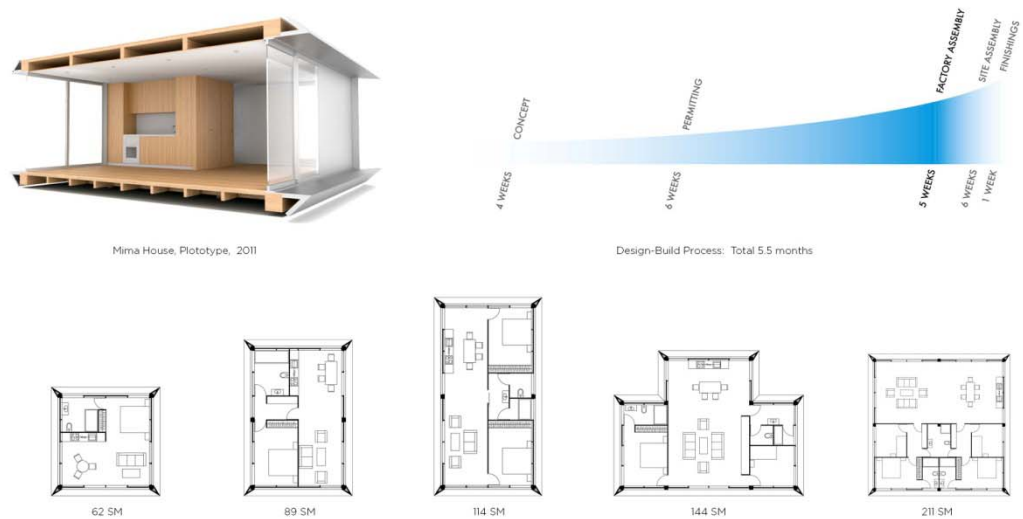 CONCEPT
PERMITTING
FACTORY ASSEMBLY
SITE ASSEMBLY
FINISHINGS
4 WEEKS
6 WEEKS
5 WEEKS
6 WEEKS
1 WEEK
Mima House, Plototype, 2011
Design-Build Process: Total 5.5 months
62 SM
89 SM
114 SM
144 SM
211 SM